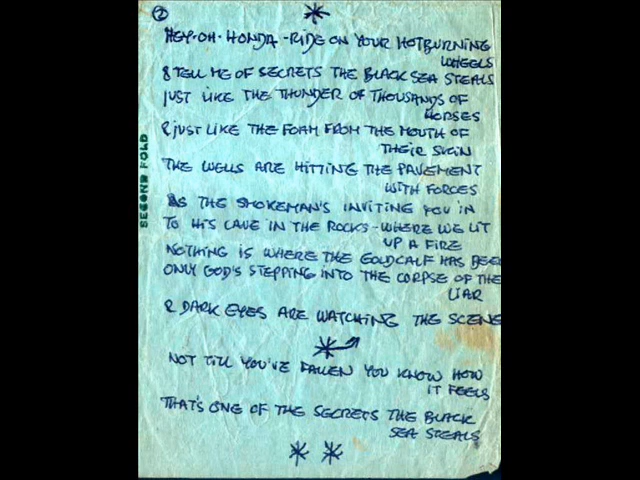 2
HEY-OH-HONDA-RIDE ON YOUR HOTBURNING
WHEELS
& TELL ME OF SECRETS THE BLACK SEA STEALS
JUST LIKE THE THUNDER OF THOUSANDS OF
HORSES
& JUST LIKE THE FOAM FROM THE MOUTH OF
THEIR SKIN
THE WELLS ARE HITTING THE PAVEMENT
WITH FORCES
AS THE SMOKEMAN'S INVITING YOU IN
TO HIS CAVE IN THE ROCKS - WHERE WE LIT
UP A FIRE
NOTHING IS WHERE THE GOLDCALF HAS BEEN
ONLY GOD'S STEPPING INTO THE CORPSE OF THE
LIAR
& DARK EYES ARE WATCHING THE SCENE
NOT TILL YOU'VE FALLEN YOU KNOW HOW
IT FEELS
THAT'S ONE OF THE SECRETS THE BLACK
SEA STEALS
SECOND FOLD